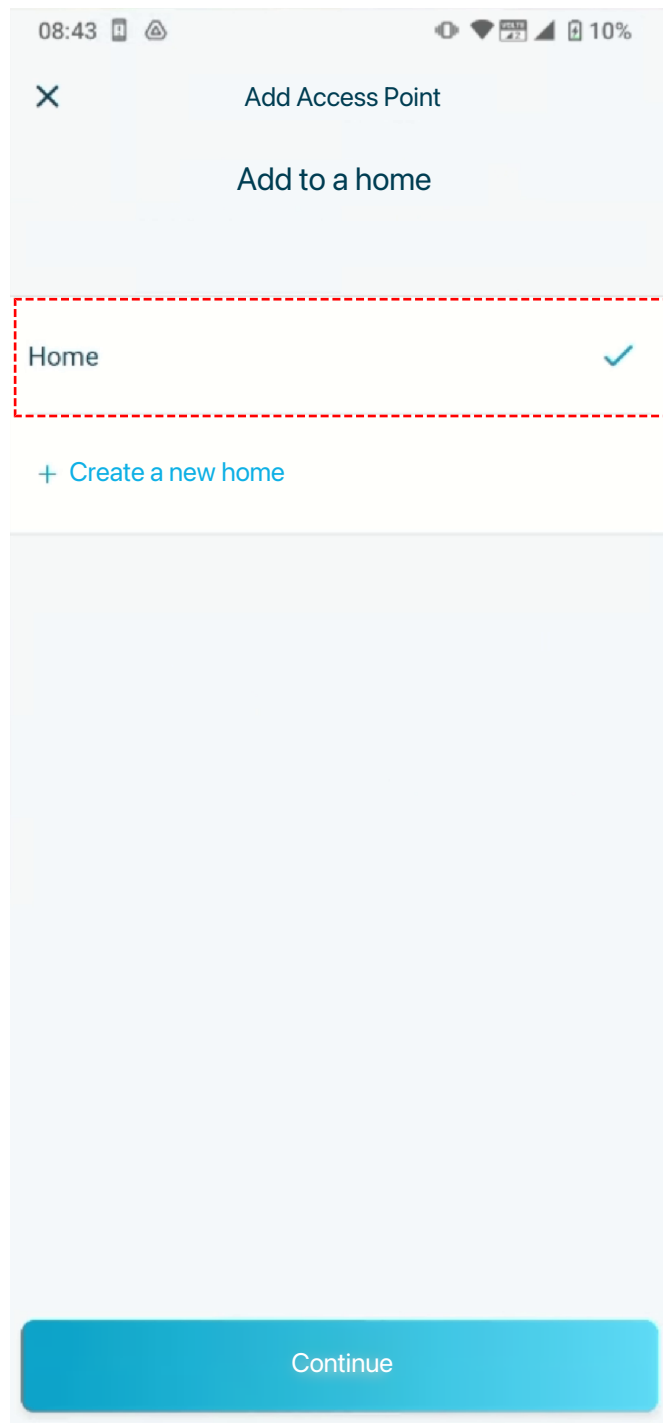 08:43 10%
Add Access Point
Add to a home
Home
+ Create a new home
Continue